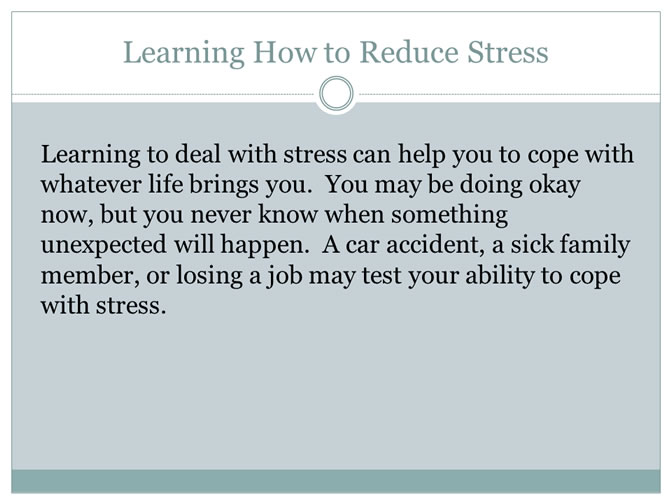 Learning How to Reduce Stress
Learning to deal with stress can help you to cope with
whatever life brings you.  You may be doing okay
now, but you never know when something
unexpected will happen.  A car accident, a sick family
member, or losing a job may test your ability to cope
with stress.